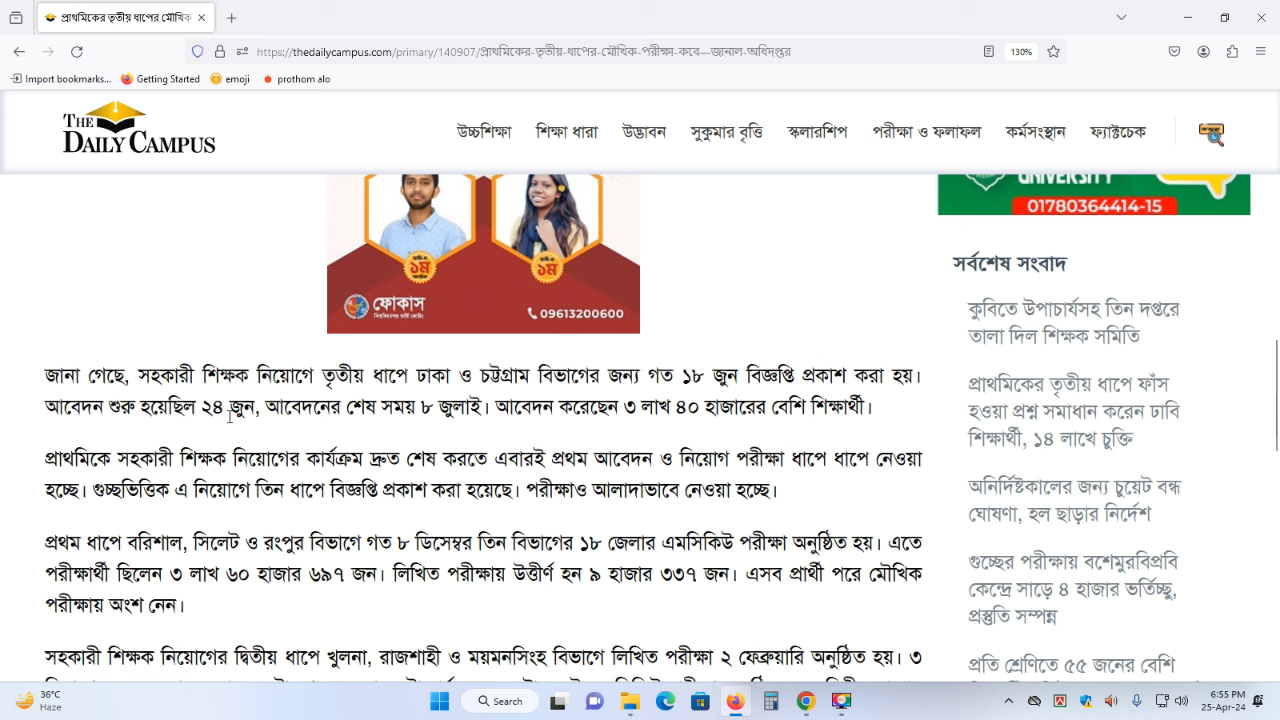 প্রাথমিকের তৃতীয় ধাপের মৌখিক
https://thedailycampus.com/primary/140907/প্রাথমিকের-তৃতীয়-ধাপের-মৌখিক-পরীক্ষা-কবে—জানাল-অধিদপ্তর
130%
Import bookmarks...
Getting Started
emoji
prothom alo
THE
DAILY CAMPUS
উচ্চশিক্ষা
শিক্ষা ধারা
উদ্ভাবন
সুকুমার বৃত্তি
স্কলারশিপ
পরীক্ষা ও ফলাফল
কর্মসংস্থান
ফ্যাক্টচেক
১ম
১ম
ফোকাস
09613200600
জানা গেছে, সহকারী শিক্ষক নিয়োগে তৃতীয় ধাপে ঢাকা ও চট্টগ্রাম বিভাগের জন্য গত ১৮ জুন বিজ্ঞপ্তি প্রকাশ করা হয়।
আবেদন শুরু হয়েছিল ২৪ জুন, আবেদনের শেষ সময় ৮ জুলাই। আবেদন করেছেন ৩ লাখ ৪০ হাজারের বেশি শিক্ষার্থী।
প্রাথমিকে সহকারী শিক্ষক নিয়োগের কার্যক্রম দ্রুত শেষ করতে এবারই প্রথম আবেদন ও নিয়োগ পরীক্ষা ধাপে ধাপে নেওয়া
হচ্ছে। গুচ্ছভিত্তিক এ নিয়োগে তিন ধাপে বিজ্ঞপ্তি প্রকাশ করা হয়েছে। পরীক্ষাও আলাদাভাবে নেওয়া হচ্ছে।
প্রথম ধাপে বরিশাল, সিলেট ও রংপুর বিভাগে গত ৮ ডিসেম্বর তিন বিভাগের ১৮ জেলার এমসিকিউ পরীক্ষা অনুষ্ঠিত হয়। এতে
পরীক্ষার্থী ছিলেন ৩ লাখ ৬০ হাজার ৬৯৭ জন। লিখিত পরীক্ষায় উত্তীর্ণ হন ৯ হাজার ৩৩৭ জন। এসব প্রার্থী পরে মৌখিক
পরীক্ষায় অংশ নেন।
সহকারী শিক্ষক নিয়োগের দ্বিতীয় ধাপে খুলনা, রাজশাহী ও ময়মনসিংহ বিভাগে লিখিত পরীক্ষা ২ ফেব্রুয়ারি অনুষ্ঠিত হয়। ৩
UNIVERSITY
01780364414-15
সর্বশেষ সংবাদ
কুবিতে উপাচার্যসহ তিন দপ্তরে
তালা দিল শিক্ষক সমিতি
প্রাথমিকের তৃতীয় ধাপে ফাঁস
হওয়া প্রশ্ন সমাধান করেন ঢাবি
শিক্ষার্থী, ১৪ লাখে চুক্তি
অনির্দিষ্টকালের জন্য চুয়েট বন্ধ
ঘোষণা, হল ছাড়ার নির্দেশ
গুচ্ছের পরীক্ষায় বশেমুরবিপ্রবি
কেন্দ্রে সাড়ে ৪ হাজার ভর্তিচ্ছু,
প্রস্তুতি সম্পন্ন
প্রতি শ্রেণিতে ৫৫ জনের বেশি
36°C
Haze
Search
6:55 PM
25-Apr-24